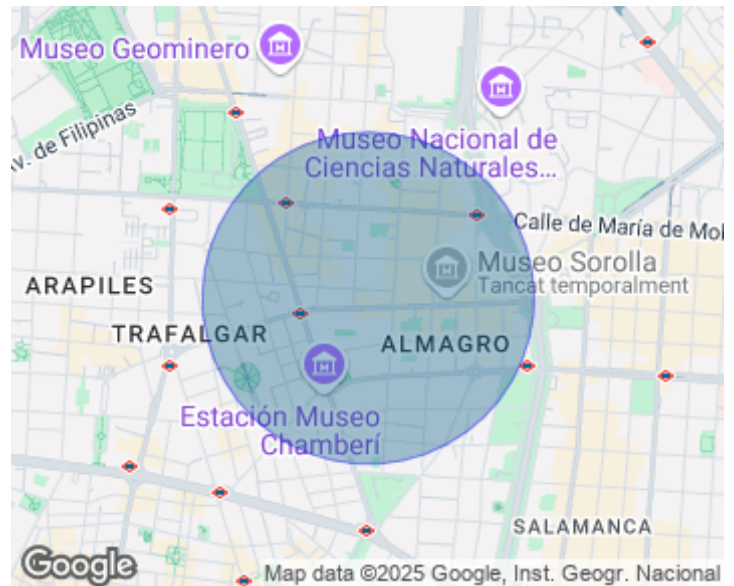 Museo Geominero
Av. de Filipinas
Museo Nacional de
Ciencias Naturales...
Calle de María de Mol
Museo Sorolla
Tancat temporalment
ARAPILES
TRAFALGAR
ALMAGRO
Estación Museo
Chamberí
SALAMANCA
Google
Map data ©2025 Google, Inst. Geogr. Nacional